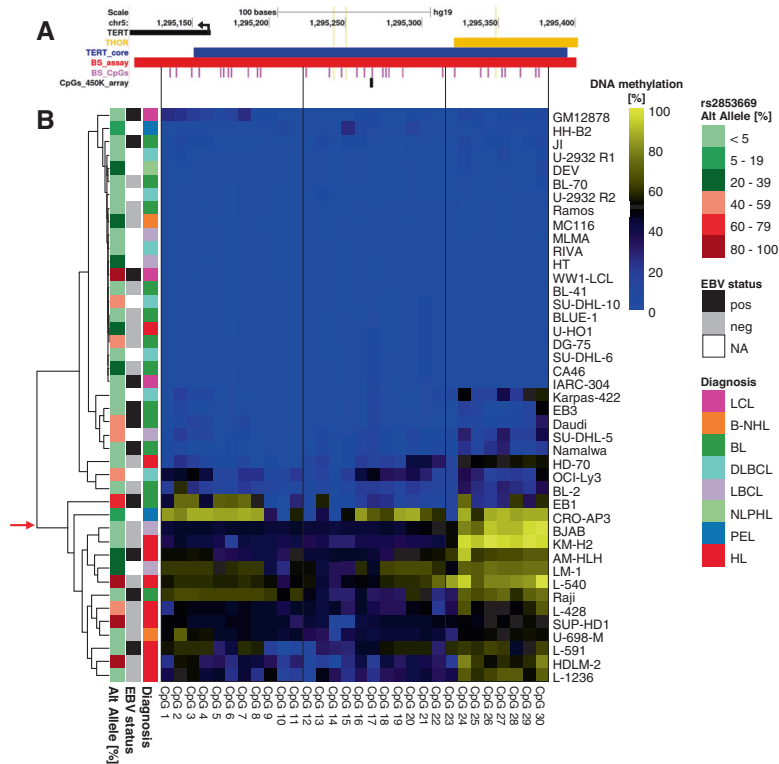 A
Scale 100 bases hg19
chr5: 1,295,150 1,295,200 1,295,250 1,295,300 1,295,350 1,295,400
TERT
THOR
TERT_core
BS_assay
BS_CpGs
CpGs_450K_array
B
DNA methylation
[%]
100
80
60
40
20
0
rs2853669
Alt Allele [%]
< 5
5 - 19
20 - 39
40 - 59
60 - 79
80 - 100
EBV status
pos
neg
NA
Diagnosis
LCL
B-NHL
BL
DLBCL
LBCL
NLPHL
PEL
HL
GM12878
HH-B2
JI
U-2932 R1
DEV
BL-70
U-2932 R2
Ramos
MC116
MLMA
RIVA
HT
WW1-LCL
BL-41
SU-DHL-10
BLUE-1
U-HO1
DG-75
SU-DHL-6
CA46
IARC-304
Karpas-422
EB3
Daudi
SU-DHL-5
Namalwa
HD-70
OCI-Ly3
BL-2
EB1
CRO-AP3
BJAB
KM-H2
AM-HLH
LM-1
L-540
Raji
L-428
SUP-HD1
U-698-M
L-591
HDLM-2
L-1236
Alt Allele [%]
EBV status
Diagnosis
CpG 1
CpG 2
CpG 3
CpG 4
CpG 5
CpG 6
CpG 7
CpG 8
CpG 9
CpG 10
CpG 11
CpG 12
CpG 13
CpG 14
CpG 15
CpG 16
CpG 17
CpG 18
CpG 19
CpG 20
CpG 21
CpG 22
CpG 23
CpG 24
CpG 25
CpG 26
CpG 27
CpG 28
CpG 29
CpG 30